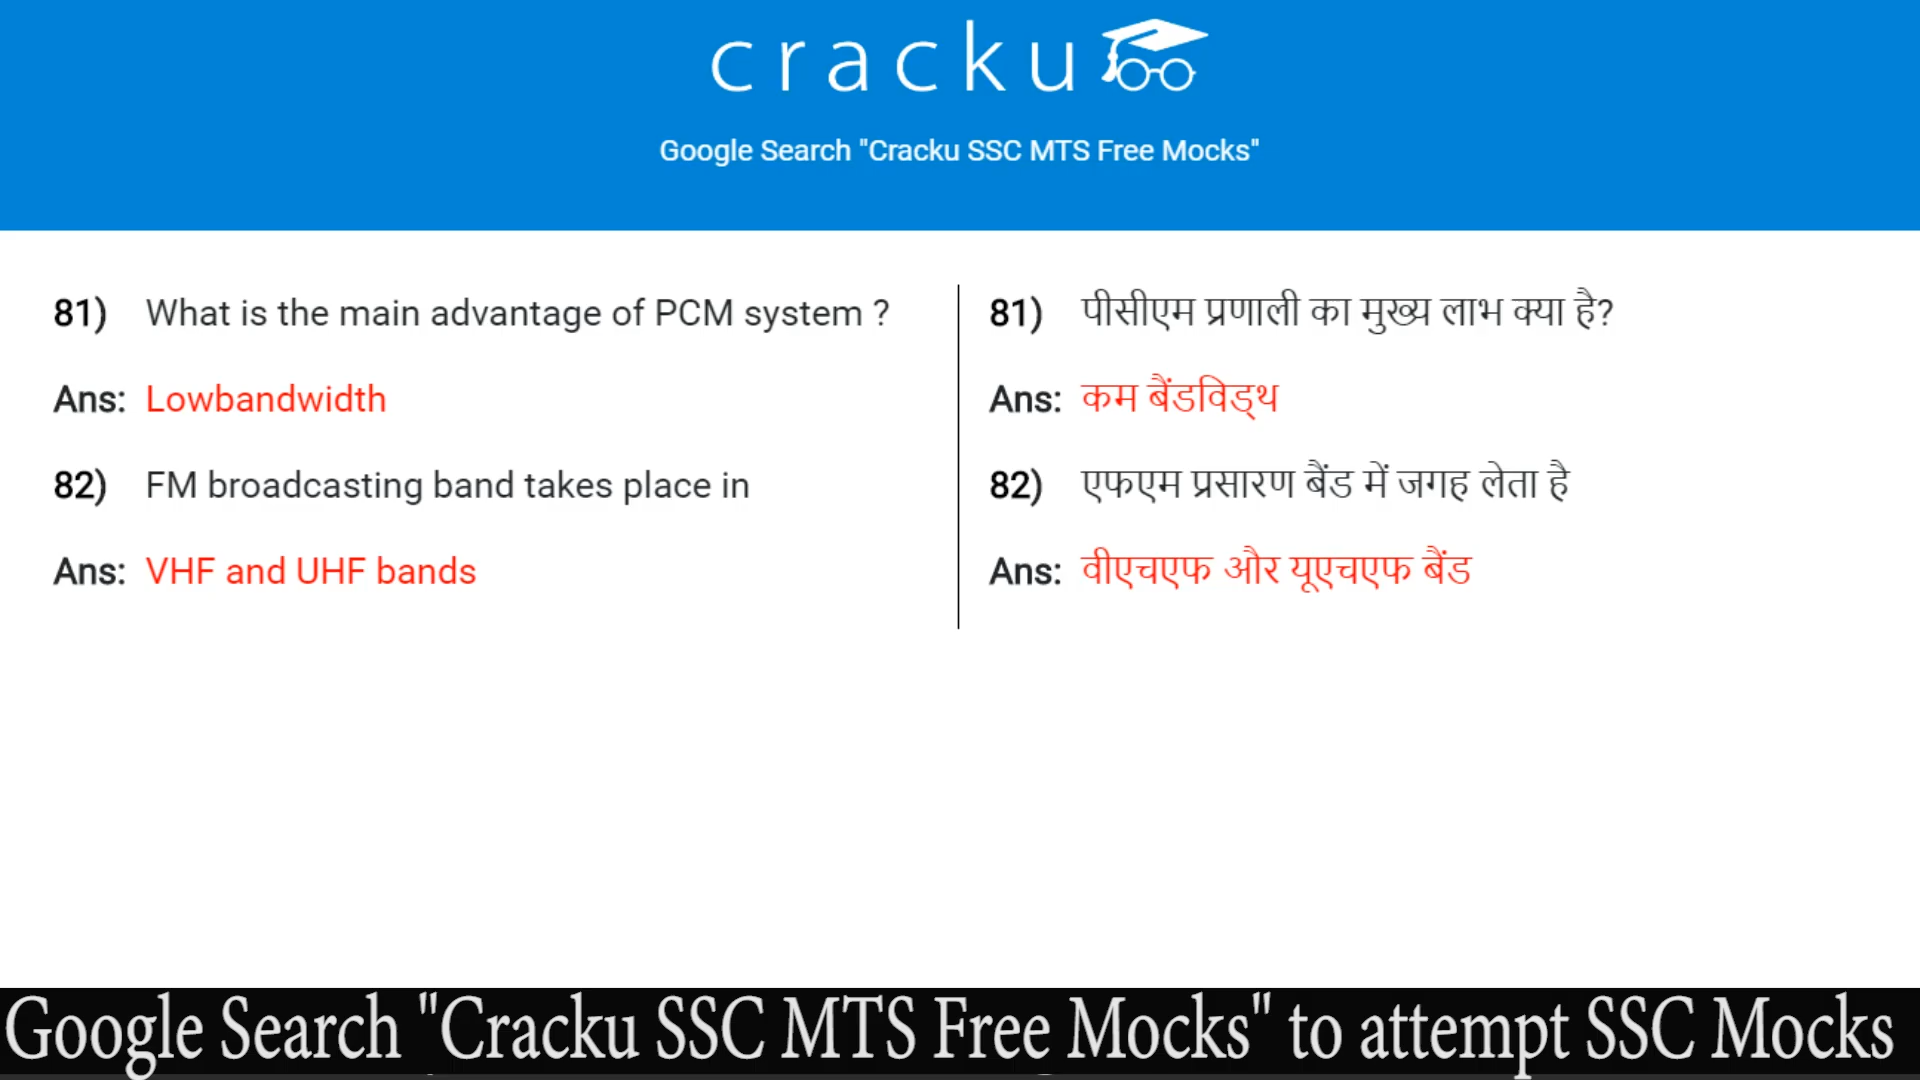 cracku
Google Search "Cracku SSC MTS Free Mocks"
81) What is the main advantage of PCM system ?
Ans: Lowbandwidth
82) FM broadcasting band takes place in
Ans: VHF and UHF bands
81) पीसीएम प्रणाली का मुख्य लाभ क्या है?
Ans: कम बैंडविड्थ
82) एफएम प्रसारण बैंड में जगह लेता है
Ans: वीएचएफ और यूएचएफ बैंड
Google Search "Cracku SSC MTS Free Mocks" to attempt SSC Mocks